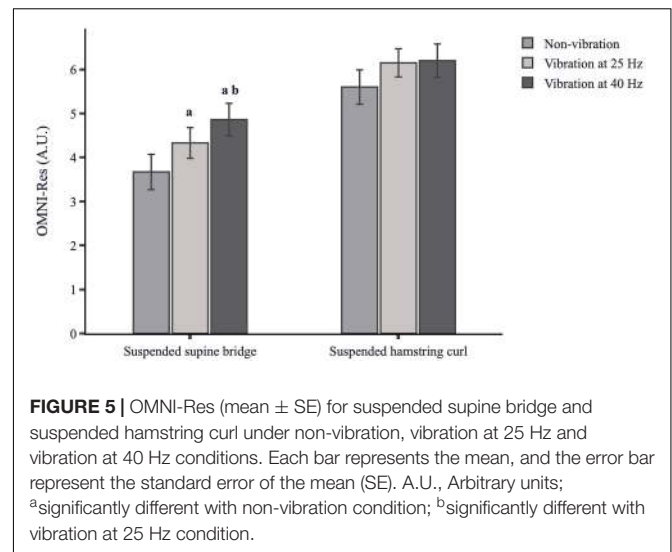 Non-vibration
Vibration at 25 Hz
Vibration at 40 Hz
OMNI-Res (A.U.)
6
5
4
3
2
1
0
a
a b
Suspended supine bridge
Suspended hamstring curl
FIGURE 5 | OMNI-Res (mean ± SE) for suspended supine bridge and
suspended hamstring curl under non-vibration, vibration at 25 Hz and
vibration at 40 Hz conditions. Each bar represents the mean, and the error bar
represent the standard error of the mean (SE). A.U., Arbitrary units;
ᵃsignificantly different with non-vibration condition; ᵇsignificantly different with
vibration at 25 Hz condition.